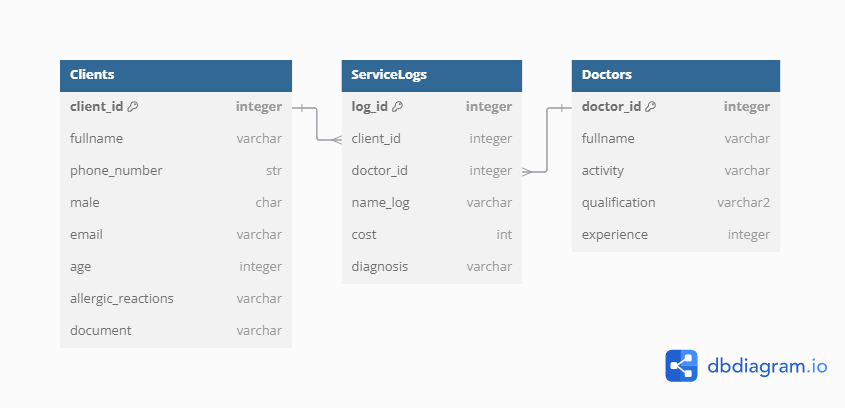 Clients
client_id integer
fullname varchar
phone_number str
male char
email varchar
age integer
allergic_reactions varchar
document varchar
ServiceLogs
log_id integer
client_id integer
doctor_id integer
name_log varchar
cost int
diagnosis varchar
Doctors
doctor_id integer
fullname varchar
activity varchar
qualification varchar2
experience integer
dbdiagram.io